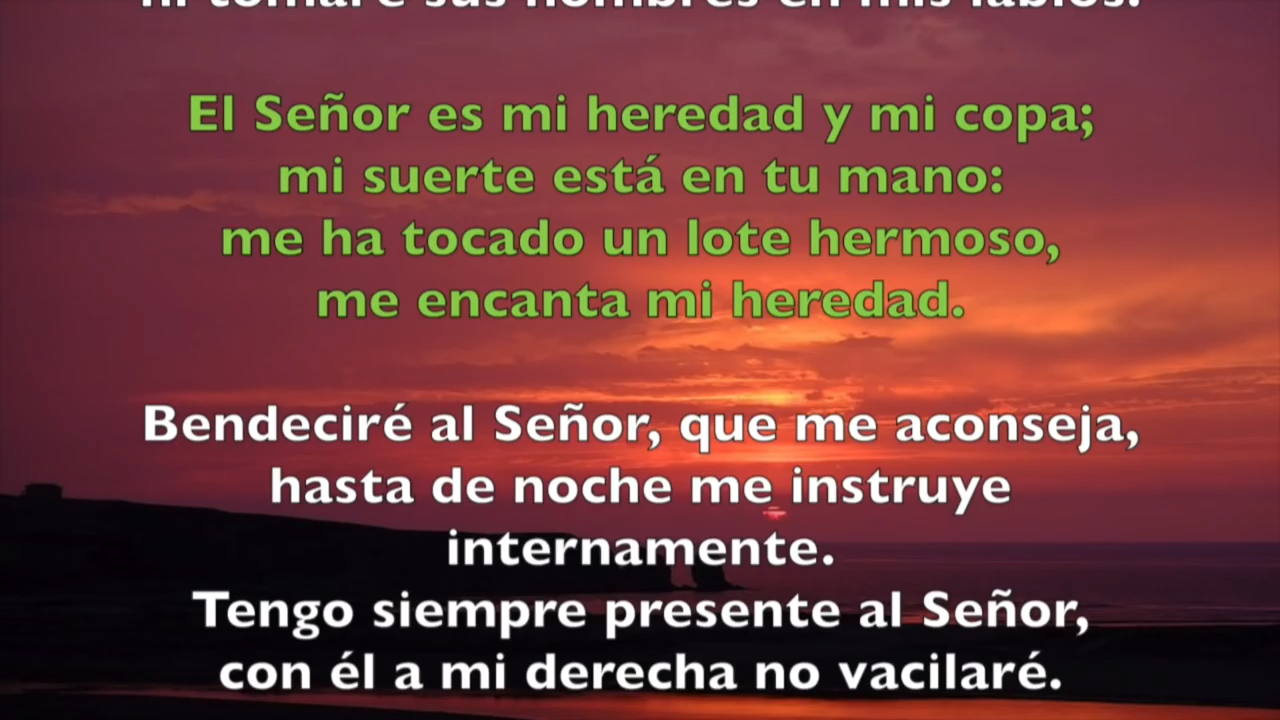 ni tomaré sus nombres en mis labios.
El Señor es mi heredad y mi copa;
mi suerte está en tu mano:
me ha tocado un lote hermoso,
me encanta mi heredad.
Bendeciré al Señor, que me aconseja,
hasta de noche me instruye
internamente.
Tengo siempre presente al Señor,
con él a mi derecha no vacilaré.